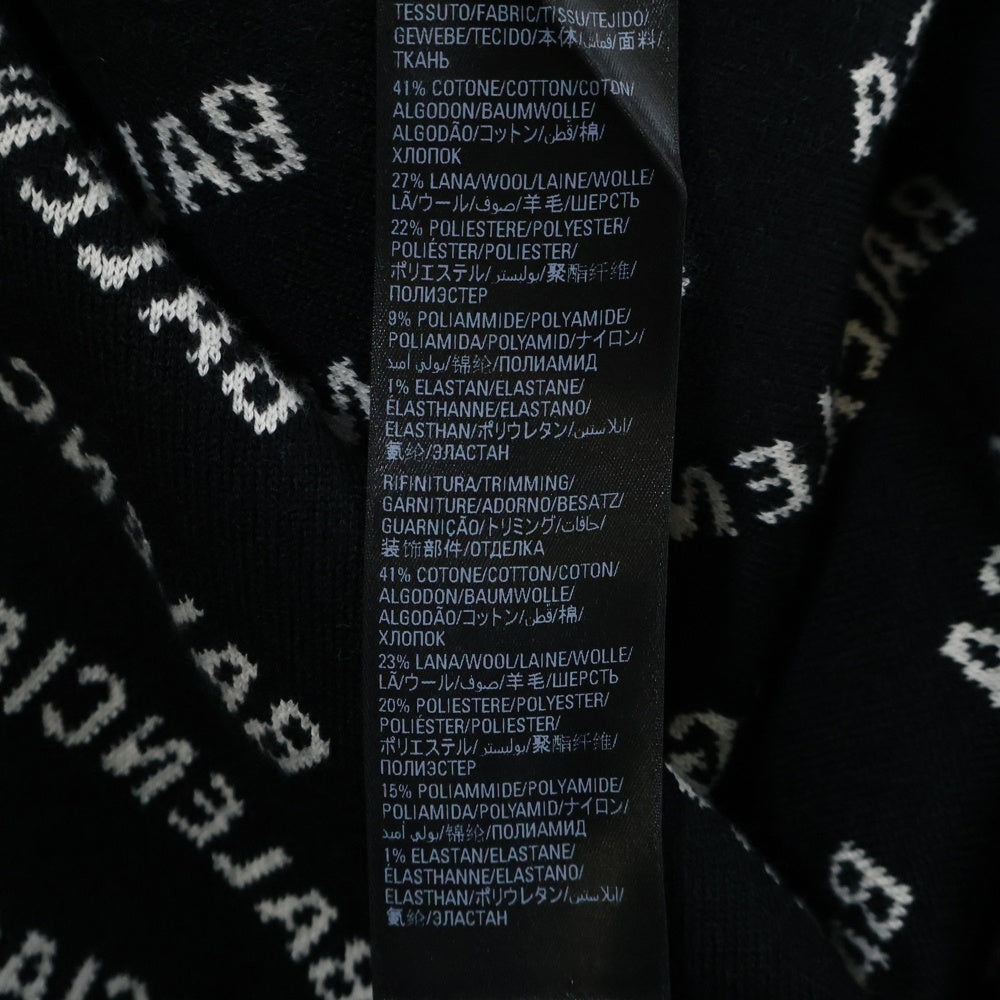 TESSUTO/FABRIC/TISSU/TEJIDO/
GEWEBE/TECIDO/本体/قماش/面料/
ТКАНЬ
41% COTONE/COTTON/COTON/
ALGODON/BAUMWOLLE/
ALGODÃO/コットン/قطن/棉/
ХЛОПОК
27% LANA/WOOL/LAINE/WOLLE/
LÃ/ウール/صوف/羊毛/ШЕРСТЬ
22% POLIESTERE/POLYESTER/
POLIÉSTER/POLIESTER/
ポリエステル/بوليستر/聚酯纤维/
ПОЛИЭСТЕР
9% POLIAMMIDE/POLYAMIDE/
POLIAMIDA/POLYAMID/ナイロン/
بولي أميد/锦纶/ПОЛИАМИД
1% ELASTAN/ELASTANE/
ÉLASTHANNE/ELASTANO/
ELASTHAN/ポリウレタン/إيلاستين/
氨纶/ЭЛАСТАН
RIFINITURA/TRIMMING/
GARNITURE/ADORNO/BESATZ/
GUARNIÇÃO/トリミング/حافات/
装饰部件/ОТДЕЛКА
41% COTONE/COTTON/COTON/
ALGODON/BAUMWOLLE/
ALGODÃO/コットン/قطن/棉/
ХЛОПОК
23% LANA/WOOL/LAINE/WOLLE/
LÃ/ウール/صوف/羊毛/ШЕРСТЬ
20% POLIESTERE/POLYESTER/
POLIÉSTER/POLIESTER/
ポリエステル/بوليستر/聚酯纤维/
ПОЛИЭСТЕР
15% POLIAMMIDE/POLYAMIDE/
POLIAMIDA/POLYAMID/ナイロン/
بولي أميد/锦纶/ПОЛИАМИД
1% ELASTAN/ELASTANE/
ÉLASTHANNE/ELASTANO/
ELASTHAN/ポリウレタン/إيلاستين/
氨纶/ЭЛАСТАН